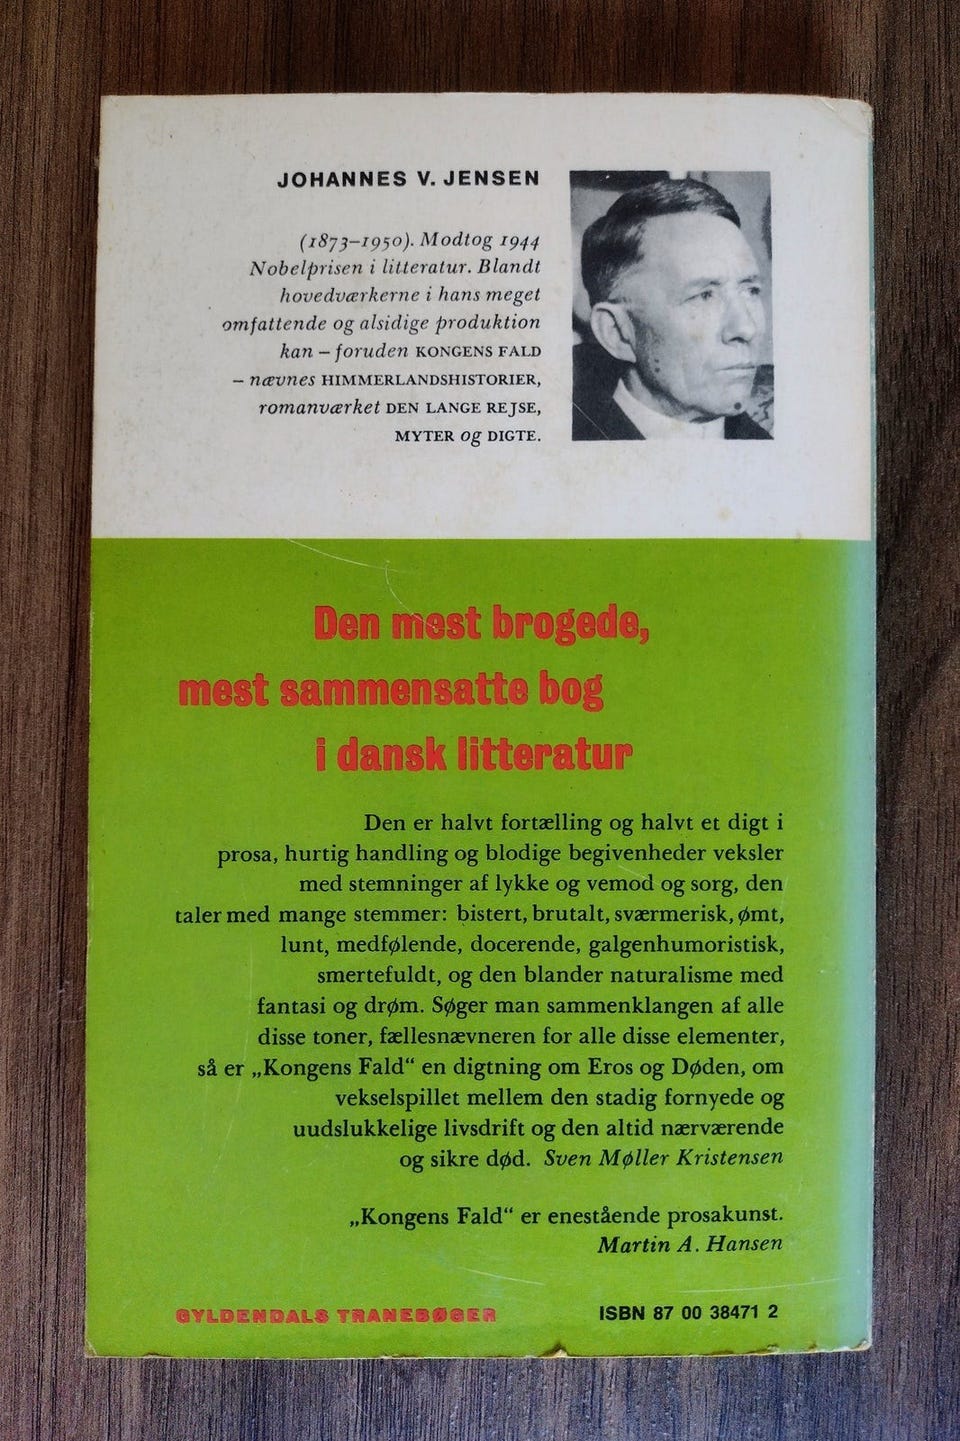 JOHANNES V. JENSEN
(1873–1950). Modtog 1944
Nobelprisen i litteratur. Blandt
hovedværkerne i hans meget
omfattende og alsidige produktion
kan – foruden KONGENS FALD
– nævnes HIMMERLANDSHISTORIER,
romanværket DEN LANGE REJSE,
MYTER og DIGTE.
Den mest brogede,
mest sammensatte bog
i dansk litteratur
Den er halvt fortælling og halvt et digt i
prosa, hurtig handling og blodige begivenheder veksler
med stemninger af lykke og vemod og sorg, den
taler med mange stemmer: bistert, brutalt, sværmerisk, ømt,
lunt, medfølende, docerende, galgenhumoristisk,
smertefuldt, og den blander naturalisme med
fantasi og drøm. Søger man sammenklangen af alle
disse toner, fællesnævneren for alle disse elementer,
så er „Kongens Fald“ en digtning om Eros og Døden, om
vekselspillet mellem den stadig fornyede og
uudslukkelige livsdrift og den altid nærværende
og sikre død. Sven Møller Kristensen
„Kongens Fald“ er enestående prosakunst.
Martin A. Hansen
GYLDENDALS TRANEBØGER
ISBN 87 00 38471 2